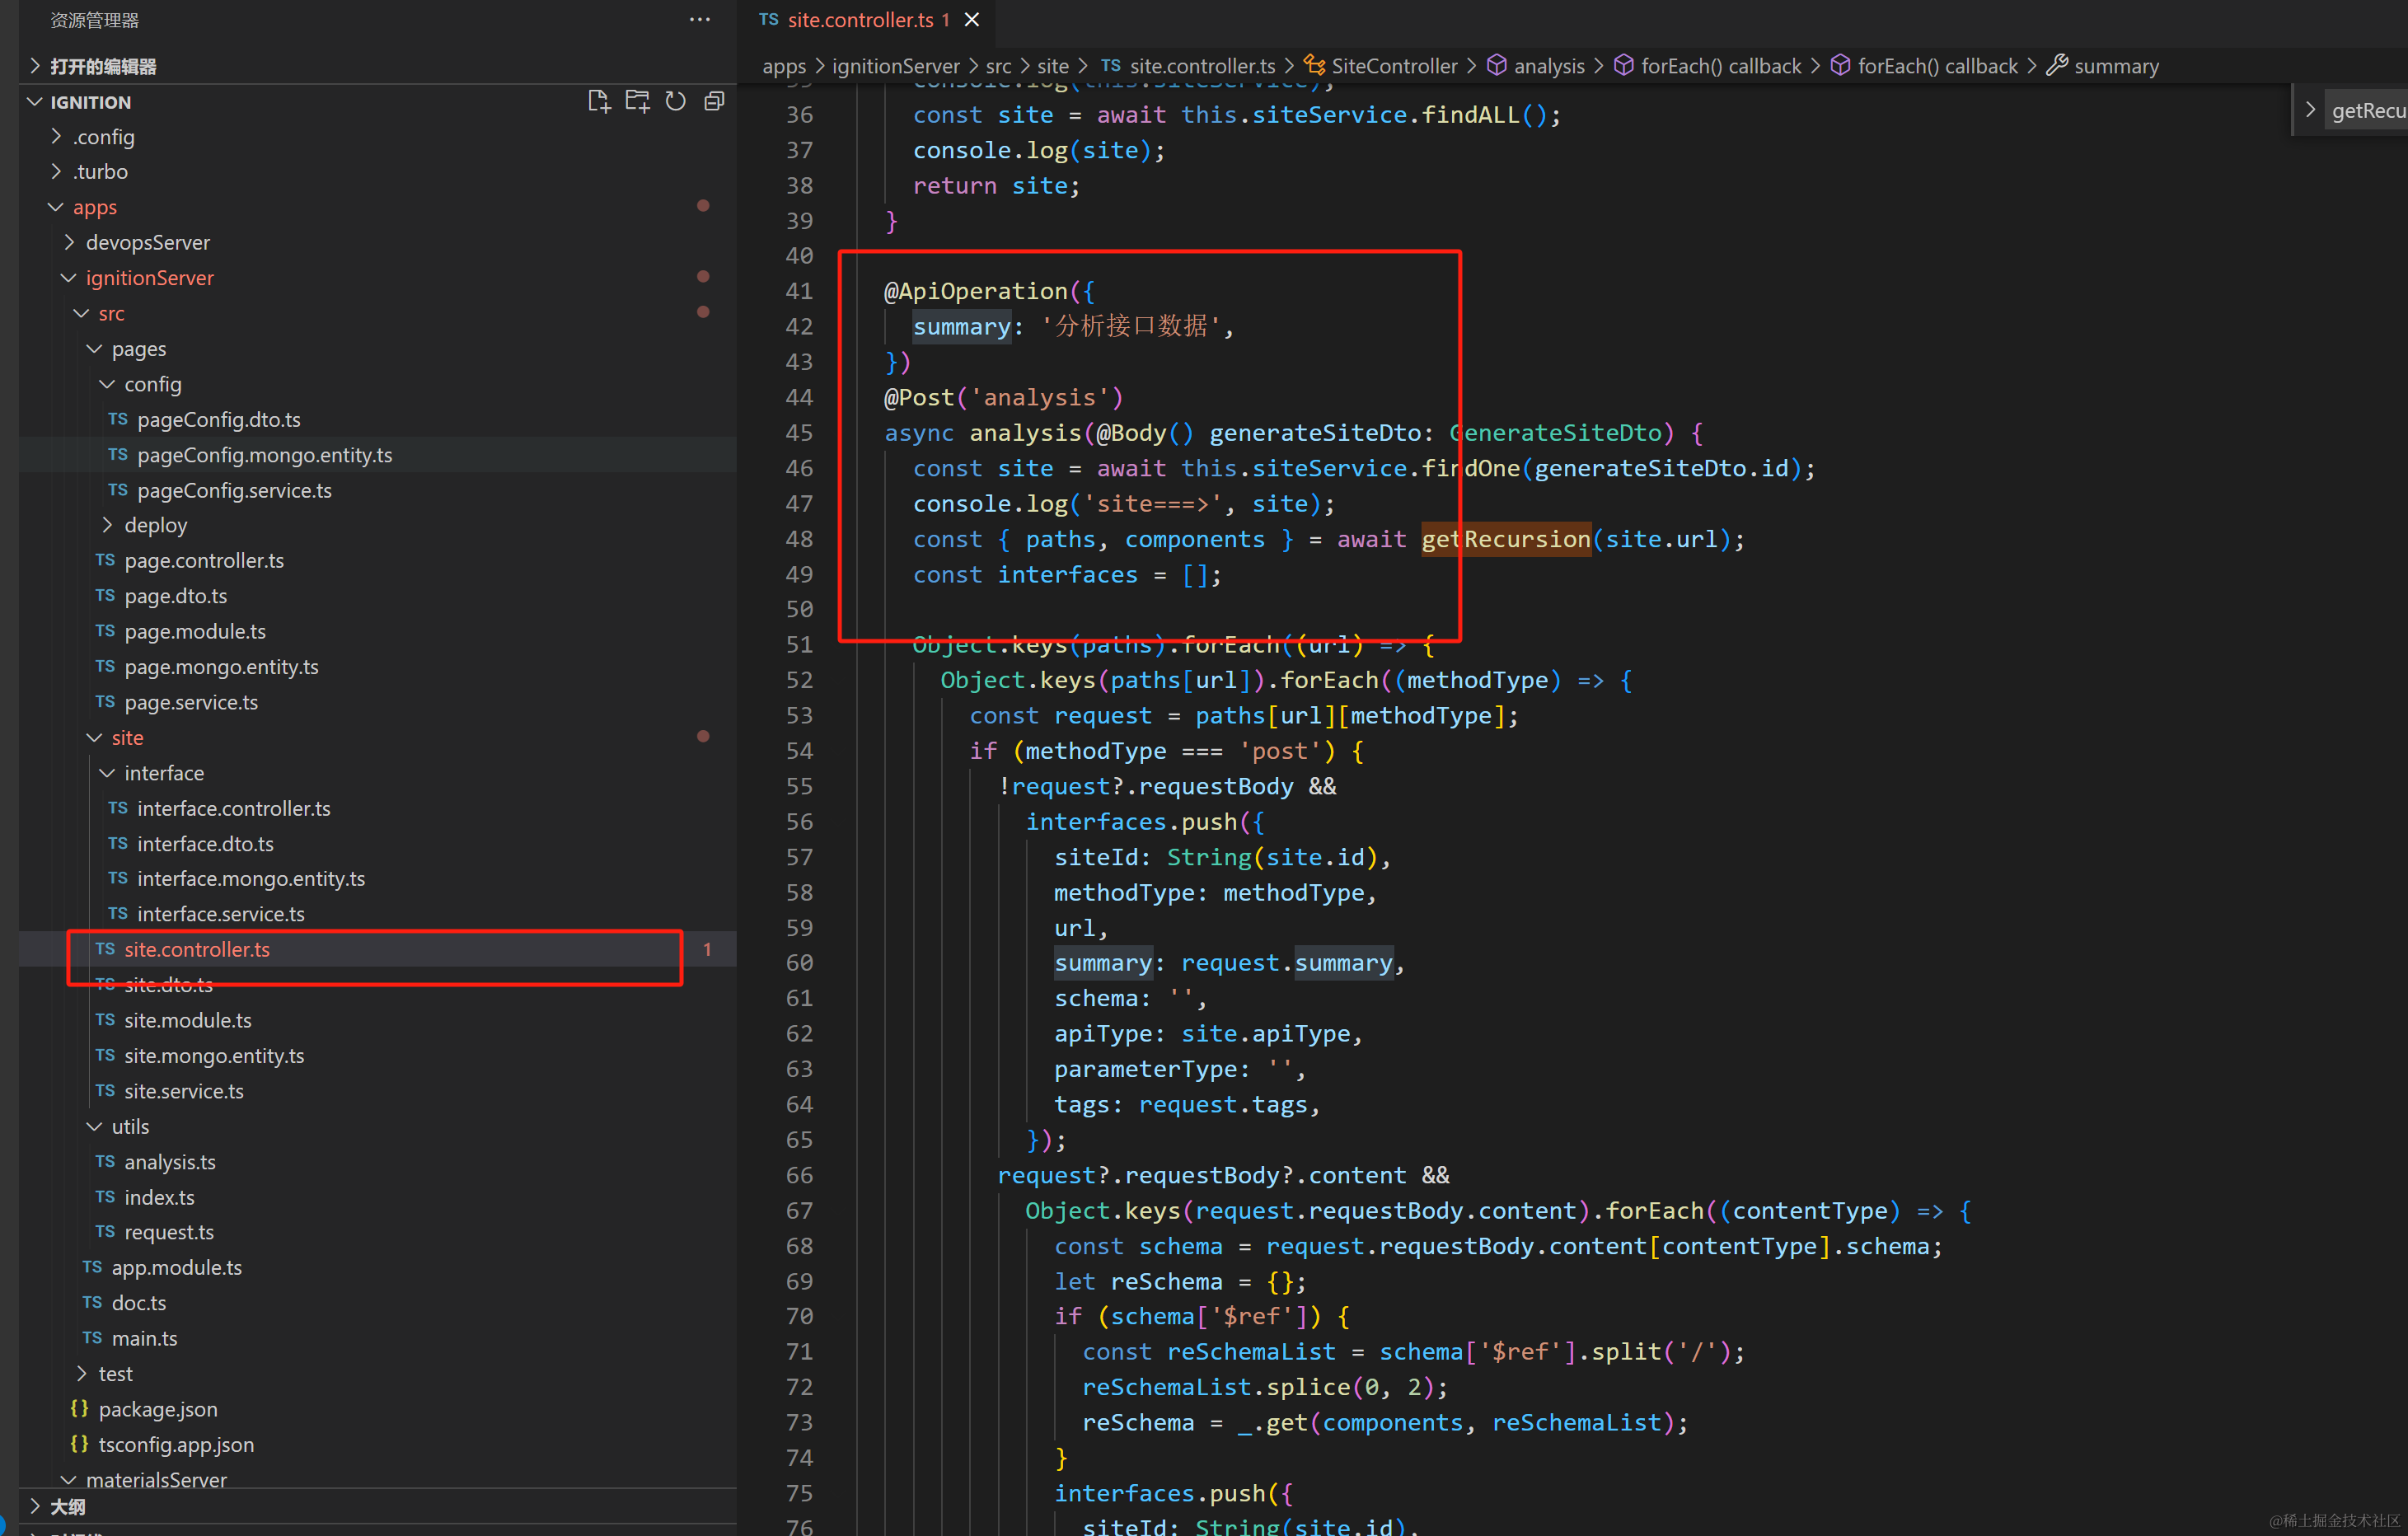 资源管理器
打开的编辑器
IGNITION
.config
.turbo
apps
devopsServer
ignitionServer
src
pages
config
TS pageConfig.dto.ts
TS pageConfig.mongo.entity.ts
TS pageConfig.service.ts
deploy
TS page.controller.ts
TS page.dto.ts
TS page.module.ts
TS page.mongo.entity.ts
TS page.service.ts
site
interface
TS interface.controller.ts
TS interface.dto.ts
TS interface.mongo.entity.ts
TS interface.service.ts
TS site.controller.ts 1
TS site.dto.ts
TS site.module.ts
TS site.mongo.entity.ts
TS site.service.ts
utils
TS analysis.ts
TS index.ts
TS request.ts
TS app.module.ts
TS doc.ts
TS main.ts
test
{} package.json
{} tsconfig.app.json
materialsServer
大纲
TS site.controller.ts 1
apps > ignitionServer > src > site > TS site.controller.ts > SiteController > analysis > forEach() callback > forEach() callback > summary
getRecu
35 console.log(this.siteService);
36 const site = await this.siteService.findALL();
37 console.log(site);
38 return site;
39 }
40
41 @ApiOperation({
42 summary: '分析接口数据',
43 })
44 @Post('analysis')
45 async analysis(@Body() generateSiteDto: GenerateSiteDto) {
46 const site = await this.siteService.findOne(generateSiteDto.id);
47 console.log('site===>', site);
48 const { paths, components } = await getRecursion(site.url);
49 const interfaces = [];
50
51 Object.keys(paths).forEach((url) => {
52 Object.keys(paths[url]).forEach((methodType) => {
53 const request = paths[url][methodType];
54 if (methodType === 'post') {
55 !request?.requestBody &&
56 interfaces.push({
57 siteId: String(site.id),
58 methodType: methodType,
59 url,
60 summary: request.summary,
61 schema: '',
62 apiType: site.apiType,
63 parameterType: '',
64 tags: request.tags,
65 });
66 request?.requestBody?.content &&
67 Object.keys(request.requestBody.content).forEach((contentType) => {
68 const schema = request.requestBody.content[contentType].schema;
69 let reSchema = {};
70 if (schema['$ref']) {
71 const reSchemaList = schema['$ref'].split('/');
72 reSchemaList.splice(0, 2);
73 reSchema = _.get(components, reSchemaList);
74 }
75 interfaces.push({
76 siteId: String(site.id),
@稀土掘金技术社区